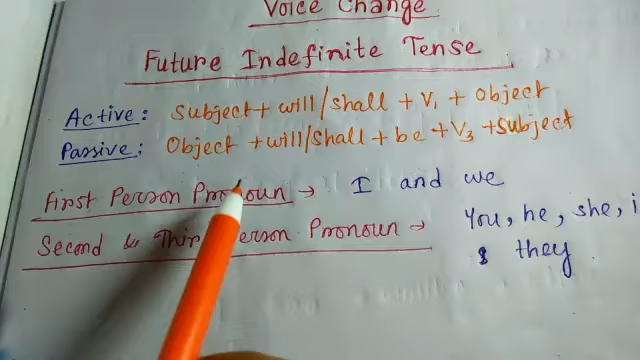 Voice Change
Future Indefinite Tense
Active: Subject + will/shall + V1 + Object
Passive: Object + will/shall + be + V3 + Subject
First Person Pronoun → I and we
Second & Person Pronoun → You, he, she,
& they